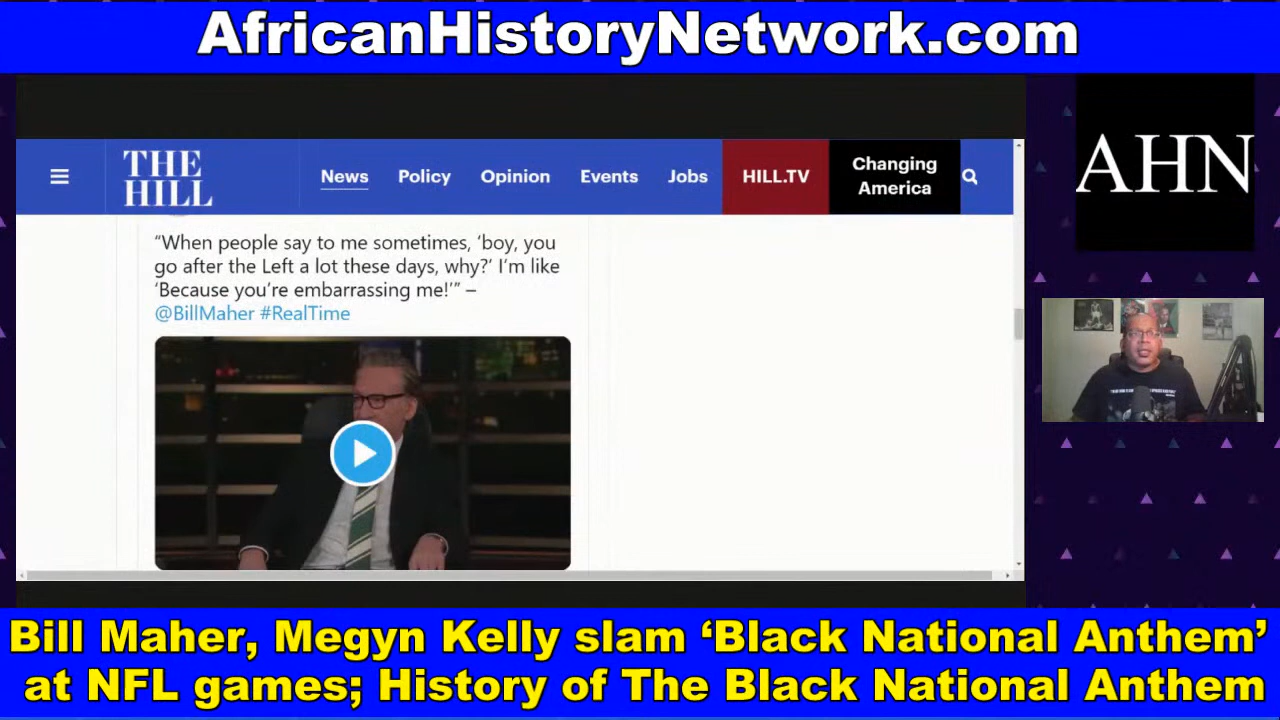 AfricanHistoryNetwork.com
THE
HILL
News
Policy
Opinion
Events
Jobs
HILL.TV
Changing
America
AHN
“When people say to me sometimes, ‘boy, you
go after the Left a lot these days, why?’ I’m like
‘Because you’re embarrassing me!’” –
@BillMaher #RealTime
Bill Maher, Megyn Kelly slam ‘Black National Anthem’
at NFL games; History of The Black National Anthem